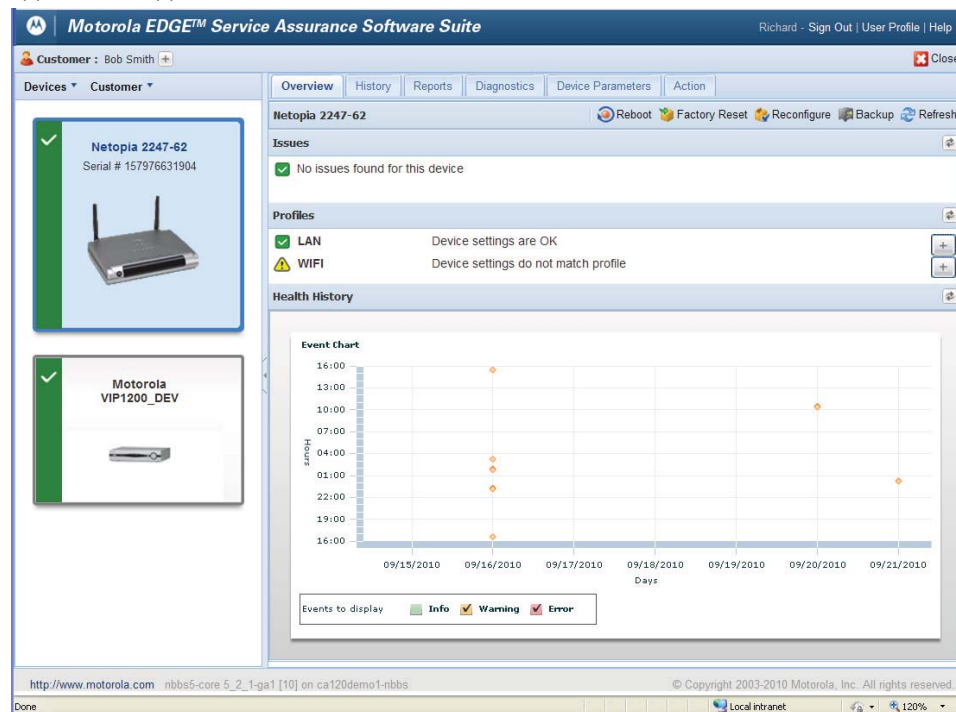 Motorola EDGE™ Service Assurance Software Suite
Richard - Sign Out | User Profile | Help
Customer : Bob Smith
Close
Devices Customer
Overview History Reports Diagnostics Device Parameters Action
Netopia 2247-62
Serial # 157976631904
Motorola
VIP1200_DEV
Netopia 2247-62
Reboot Factory Reset Reconfigure Backup Refresh
Issues
No issues found for this device
Profiles
LAN Device settings are OK
WIFI Device settings do not match profile
Health History
Event Chart
16:00
13:00
10:00
07:00
04:00
01:00
22:00
19:00
16:00
Hours
09/15/2010 09/16/2010 09/17/2010 09/18/2010 09/19/2010 09/20/2010 09/21/2010
Days
Events to display Info Warning Error
http://www.motorola.com nbbs5-core 5_2_1-ga1 [10] on ca120demo1-nbbs
© Copyright 2003-2010 Motorola, Inc. All rights reserved.
Done
Local intranet
120%